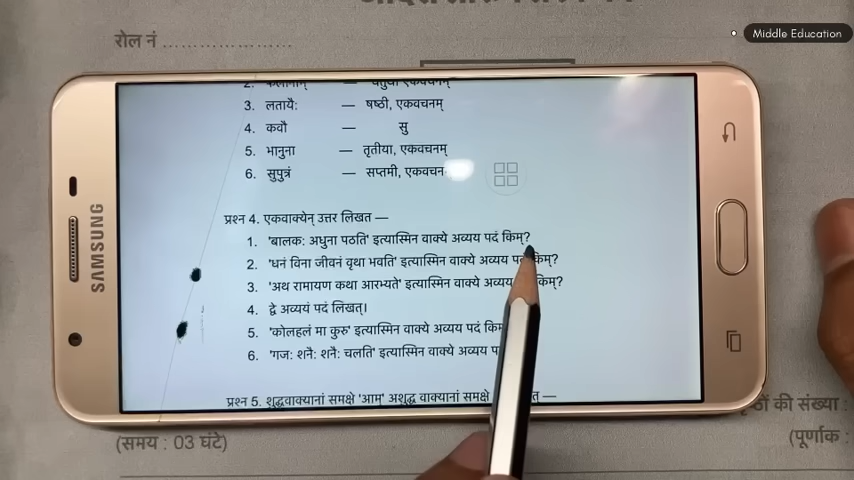 Middle Education
रोल नं ......................
3. लतायै: — षष्ठी, एकवचनम्
4. कवौ — सु
5. भानुना — तृतीया, एकवचनम्
6. सुपुत्रं — सप्तमी, एकवचन
प्रश्न 4. एकवाक्येन् उत्तर लिखत —
1. 'बालक: अधुना पठति' इत्यास्मिन वाक्ये अव्यय पदं किम्?
2. 'धनं विना जीवनं वृथा भवति' इत्यास्मिन वाक्ये अव्यय किम्?
3. 'अथ रामायण कथा आरभ्यते' इत्यास्मिन वाक्ये अव्यय किम्?
4. द्वे अव्ययं पदं लिखत्।
5. 'कोलहलं मा कुरु' इत्यास्मिन वाक्ये अव्यय पदं
6. 'गज: शनै: शनै: चलति' इत्यास्मिन वाक्ये अव्यय
प्रश्न 5. शुद्धवाक्यानां समक्षे 'आम्' अशुद्ध वाक्यानां समक्षे —
SAMSUNG
की संख्या :
(समय : 03 घंटे)
(पूर्णांक :